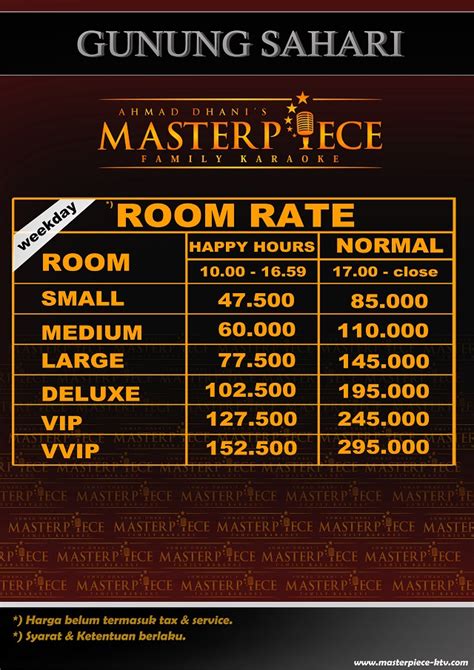 GUNUNG SAHARI
AHMAD DHANI'S
MASTERPIECE
FAMILY KARAOKE
weekday
*) ROOM RATE
ROOM HAPPY HOURS NORMAL
10.00 - 16.59 17.00 - close
SMALL 47.500 85.000
MEDIUM 60.000 110.000
LARGE 77.500 145.000
DELUXE 102.500 195.000
VIP 127.500 245.000
VVIP 152.500 295.000
*) Harga belum termasuk tax & service.
*) Syarat & Ketentuan berlaku.
www.masterpiece-ktv.com